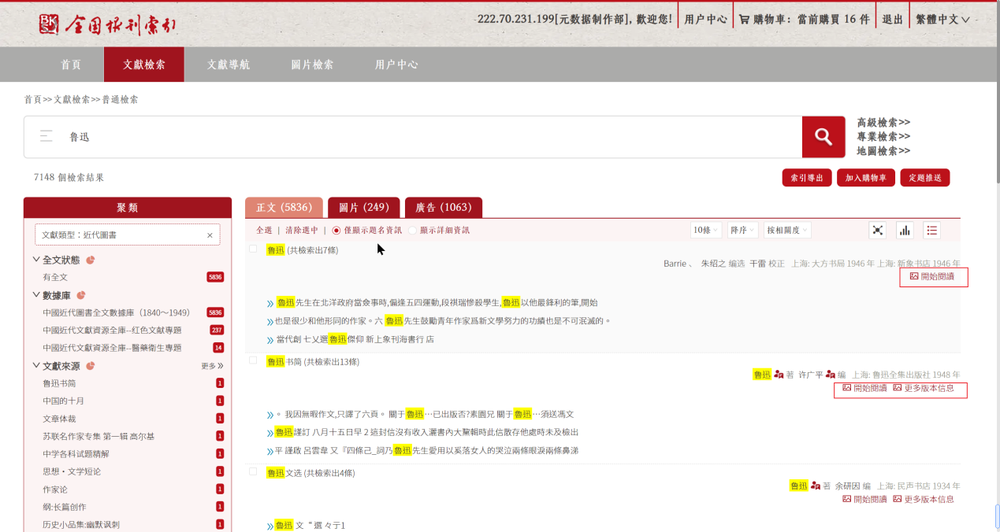 全国报刊索引
222.70.231.199[元数据制作部], 歡迎您! 用户中心 購物車: 當前購買 16 件 退出 繁體中文
首頁 文獻檢索 文獻導航 圖片檢索 用户中心
首頁>>文獻檢索>>普通檢索
鲁迅
高級檢索>>
專業檢索>>
地圖檢索>>
7148 個檢索結果
索引導出 加入購物車 定題推送
聚類
文獻類型：近代圖書 ×
全文狀態
有全文 5836
數據庫
中國近代圖書全文數據庫（1840～1949） 5836
中國近代文獻資源全庫--红色文献專題 237
中國近代文獻資源全庫--醫藥衛生專題 14
文獻來源 更多
鲁迅书简 1
中国的十月 1
文章体裁 1
苏联名作家专集 第一辑 高尔基 1
中学各科试题精解 1
思想・文学短论 1
作家论 1
纲:长篇创作 1
历史小品集:幽默讽刺 1
正文 (5836) 圖片 (249) 廣告 (1063)
全選 | 清除選中 | 僅顯示題名資訊 顯示詳細資訊 10條 降序 按相關度
鲁迅 (共檢索出7條)
Barrie 、 朱绍之 编选 干雷 校正 上海: 大方书局 1946 年 上海: 新象书店 1946 年
開始閱讀
魯迅先生在北洋政府當僉事時,偏逢五四運動,段祺瑞慘殺學生,魯迅以他最鋒利的筆,開始
也是很少和他形同的作家。六 魯迅先生鼓勵青年作家爲新文學努力的功績也是不可泯滅的。
當代創 七乂選魯迅傑仰 新上象刊海書行 店
鲁迅书简 (共檢索出13條)
鲁迅 著 许广平 编 上海: 鲁迅全集出版社 1948 年
開始閱讀 更多版本信息
。 我因無暇作文,只譯了六頁。 關于魯迅…已出版否?素園兄 關于魯迅…須送馮文
魯迅謹訂 八月十五日早 2 這封信沒有收入灑書內大黧輯時此信散存他處時未及檢出
平 謹啟 呂雲章 又『四條己_詞乃魯迅先生愛用以奚落女人的哭泣兩條眼淚兩條鼻涕
鲁迅文选 (共檢索出4條)
鲁迅 著 余研因 编 上海: 民声书店 1934 年
開始閱讀 更多版本信息
魯迅 文 “ 選 々亍1